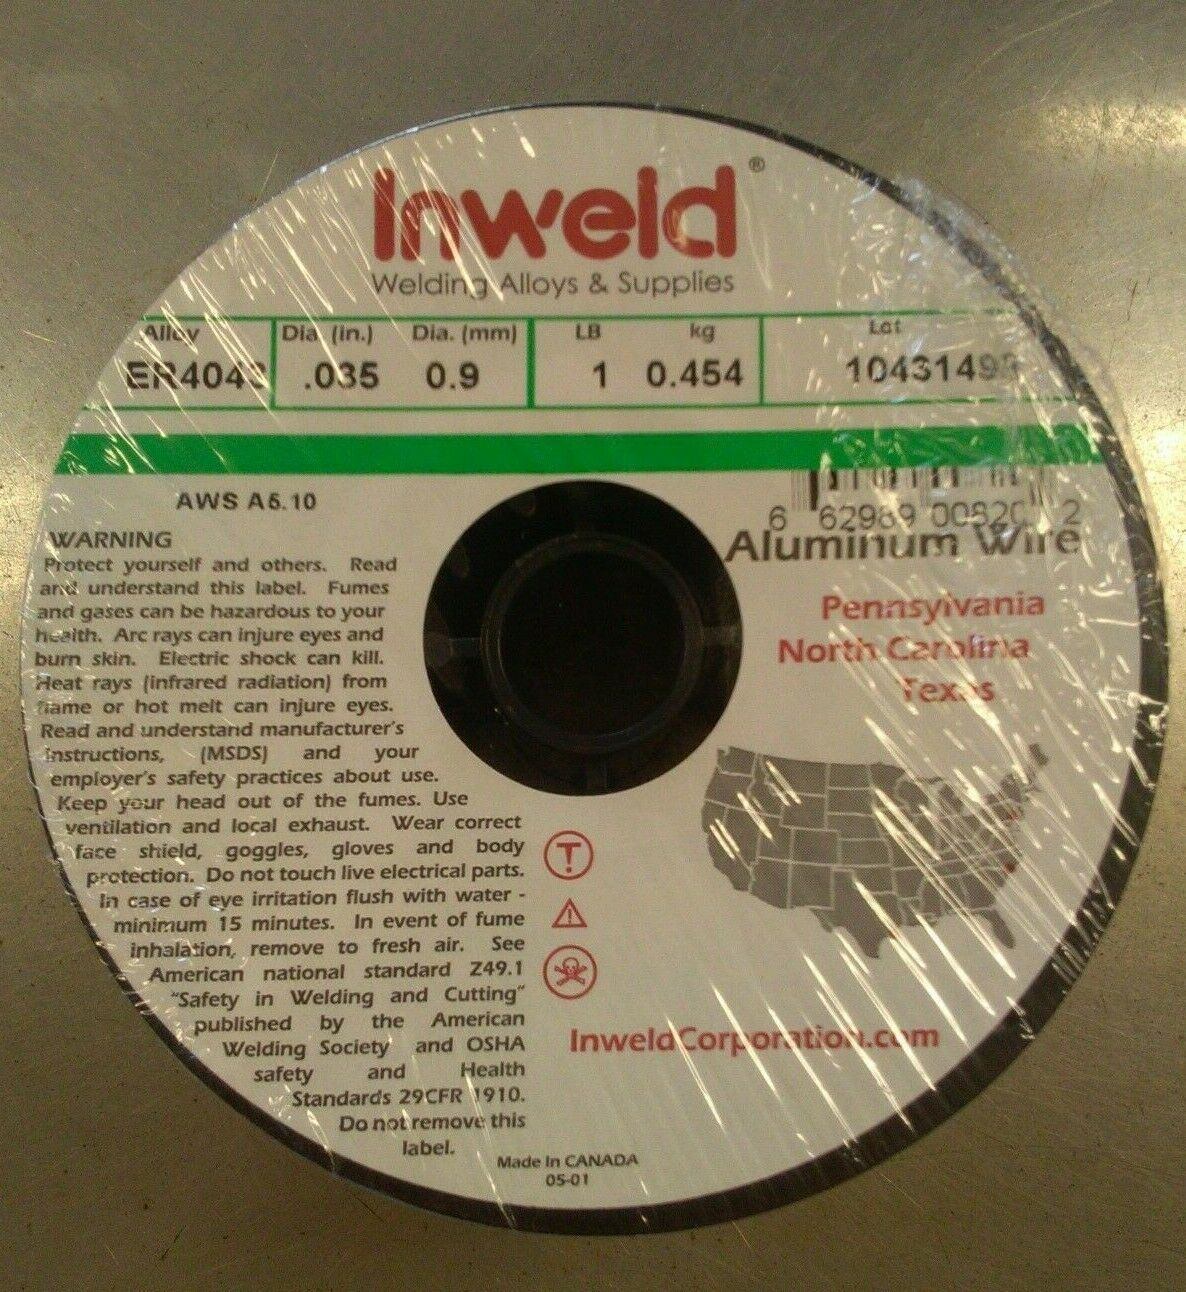 Inweld®
Welding Alloys & Supplies
Alloy Dia. (in.) Dia. (mm) LB kg Lot
ER4043 .035 0.9 1 0.454
AWS A5.10
6 62989 00820 2
Aluminum Wire
Pennsylvania
North Carolina
Texas
WARNING
Protect yourself and others. Read
and understand this label. Fumes
and gases can be hazardous to your
health. Arc rays can injure eyes and
burn skin. Electric shock can kill.
Heat rays (infrared radiation) from
flame or hot melt can injure eyes.
Read and understand manufacturer's
instructions, (MSDS) and your
employer's safety practices about use.
Keep your head out of the fumes. Use
ventilation and local exhaust. Wear correct
face shield, goggles, gloves and body
protection. Do not touch live electrical parts.
In case of eye irritation flush with water -
minimum 15 minutes. In event of fume
inhalation, remove to fresh air. See
American national standard Z49.1
"Safety in Welding and Cutting"
published by the American
Welding Society and OSHA
safety and Health
Standards 29CFR 1910.
Do not remove this
label.
InweldCorporation.com
Made In CANADA
05-01